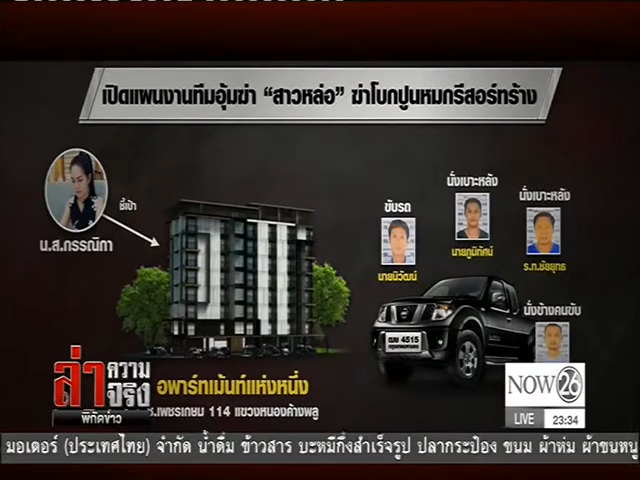 เปิดแผนงานทีมอุ้มฆ่า “สาวหล่อ” ฆ่าโบกปูนหมกรีสอร์ทร้าง
ชี้เป้า
น.ส.กรรณิกา
ขับรถ
นายนิวัฒน์
นั่งเบาะหลัง
นายภูมิทัศน์
นั่งเบาะหลัง
ร.ท.ชัยยุทธ
นั่งข้างคนขับ
4515
ล่าความจริง
พิกัดข่าว
อพาร์ทเม้นท์แห่งหนึ่ง
ซ.เพชรเกษม 114 แขวงหนองค้างพลู
NOW26
LIVE 23:34
มอเตอร์ (ประเทศไทย) จำกัด น้ำดื่ม ข้าวสาร บะหมี่กึ่งสำเร็จรูป ปลากระป๋อง ขนม ผ้าห่ม ผ้าขนหนู